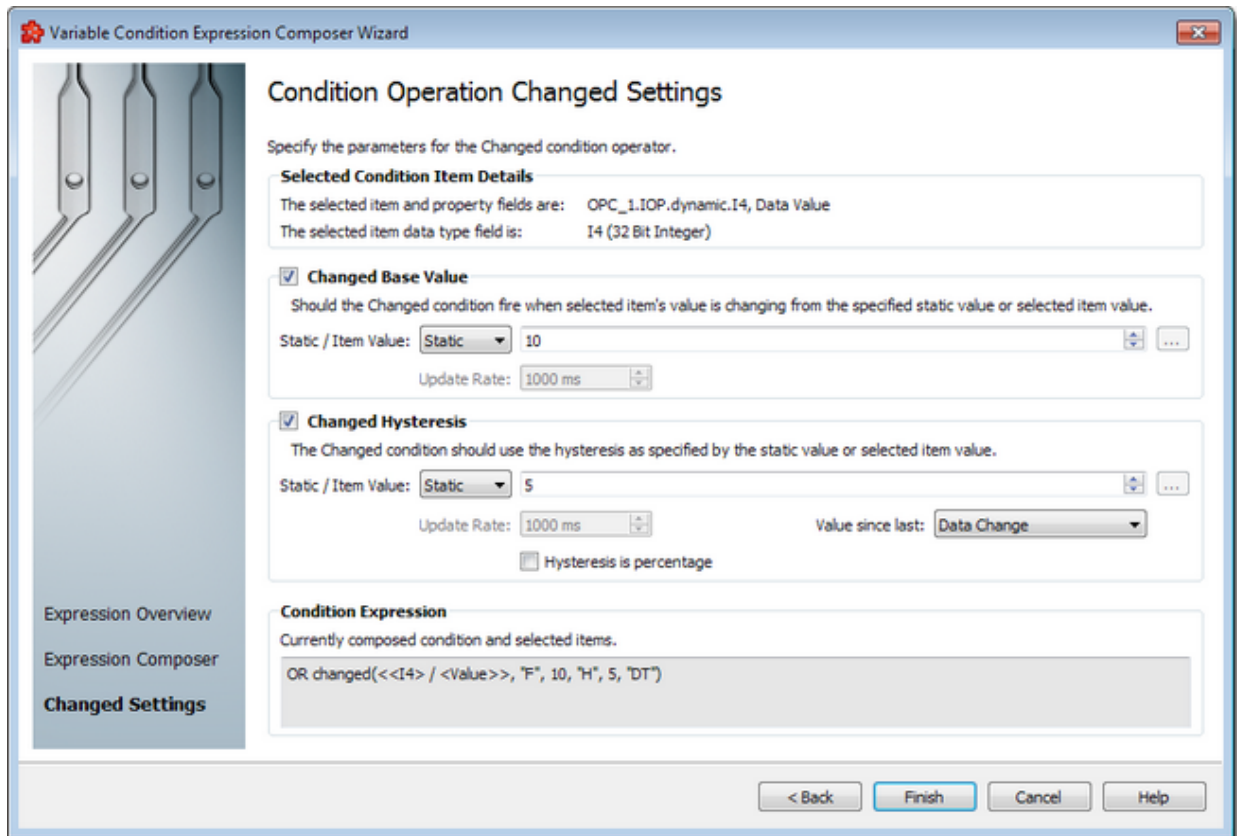 Variable Condition Expression Composer Wizard
Condition Operation Changed Settings
Specify the parameters for the Changed condition operator.
Selected Condition Item Details
The selected item and property fields are: OPC_1.IOP.dynamic.I4, Data Value
The selected item data type field is: I4 (32 Bit Integer)
Changed Base Value
Should the Changed condition fire when selected item's value is changing from the specified static value or selected item value.
Static / Item Value: Static 10 ...
Update Rate: 1000 ms
Changed Hysteresis
The Changed condition should use the hysteresis as specified by the static value or selected item value.
Static / Item Value: Static 5 ...
Update Rate: 1000 ms Value since last: Data Change
Hysteresis is percentage
Expression Overview
Expression Composer
Changed Settings
Condition Expression
Currently composed condition and selected items.
OR changed(<<I4> / <Value>>, "F", 10, "H", 5, "DT")
< Back Finish Cancel Help